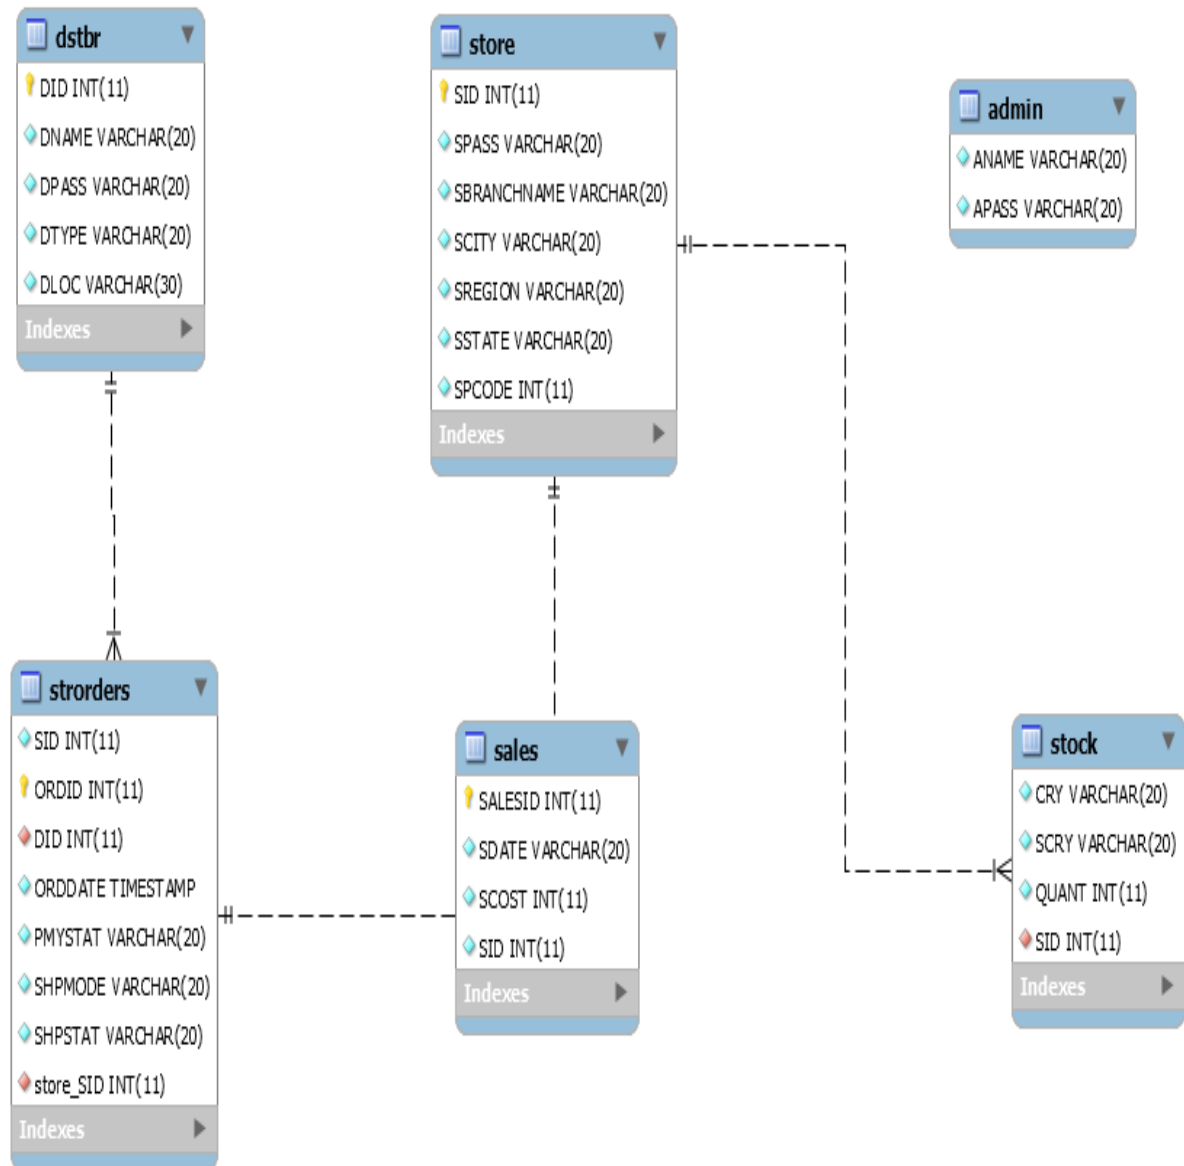 dstbr
DID INT(11)
DNAME VARCHAR(20)
DPASS VARCHAR(20)
DTYPE VARCHAR(20)
DLOC VARCHAR(30)
Indexes
store
SID INT(11)
SPASS VARCHAR(20)
SBRANCHNAME VARCHAR(20)
SCITY VARCHAR(20)
SREGION VARCHAR(20)
SSTATE VARCHAR(20)
SPCODE INT(11)
Indexes
admin
ANAME VARCHAR(20)
APASS VARCHAR(20)
strorders
SID INT(11)
ORDID INT(11)
DID INT(11)
ORDDATE TIMESTAMP
PMYSTAT VARCHAR(20)
SHPMODE VARCHAR(20)
SHPSTAT VARCHAR(20)
store_SID INT(11)
Indexes
sales
SALESID INT(11)
SDATE VARCHAR(20)
SCOST INT(11)
SID INT(11)
Indexes
stock
CRY VARCHAR(20)
SCRY VARCHAR(20)
QUANT INT(11)
SID INT(11)
Indexes